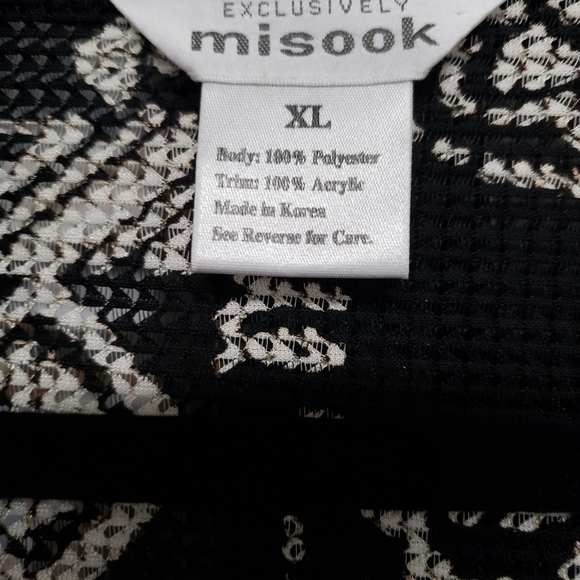 EXCLUSIVELY
misook
XL
Body: 100% Polyester
Trim: 100% Acrylic
Made in Korea
See Reverse for Care.